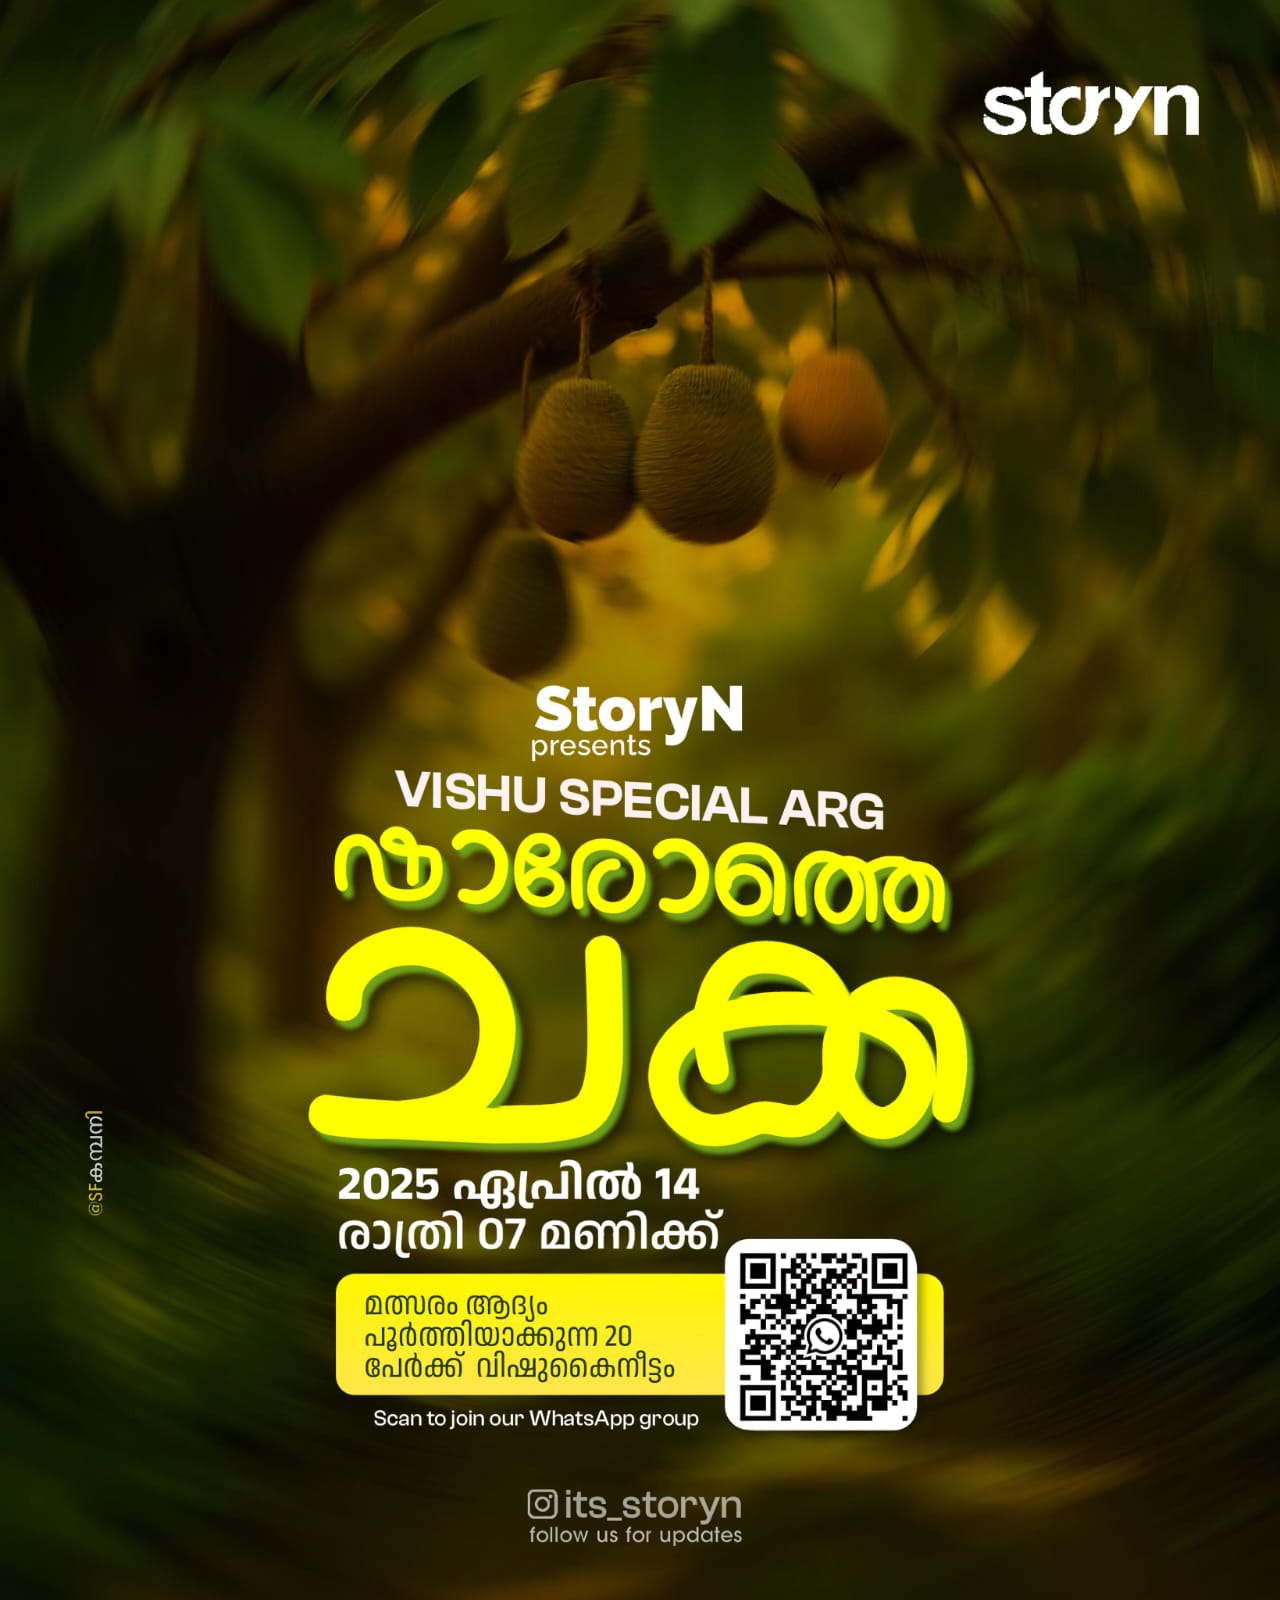 storyn
StoryN
presents
VISHU SPECIAL ARG
ഷാരോത്തെ
ചക്ക
2025 ഏപ്രിൽ 14
രാത്രി 07 മണിക്ക്
മത്സരം ആദ്യം
പൂർത്തിയാക്കുന്ന 20
പേർക്ക് വിഷുകൈനീട്ടം
Scan to join our WhatsApp group
its_storyn
follow us for updates
@SFകമ്പനി